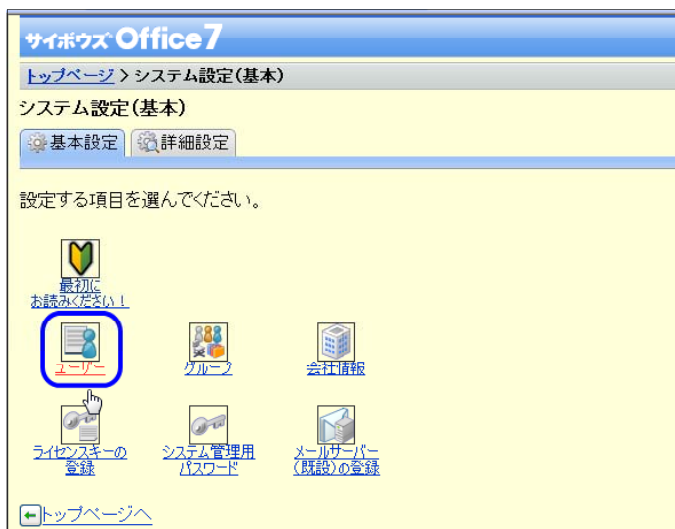 サイボウズ Office7
トップページ > システム設定(基本)
システム設定(基本)
基本設定 詳細設定
設定する項目を選んでください。
最初に
お読みください！
ユーザー グループ 会社情報
ライセンスキーの システム管理用 メールサーバー
登録 パスワード (既設)の登録
トップページへ